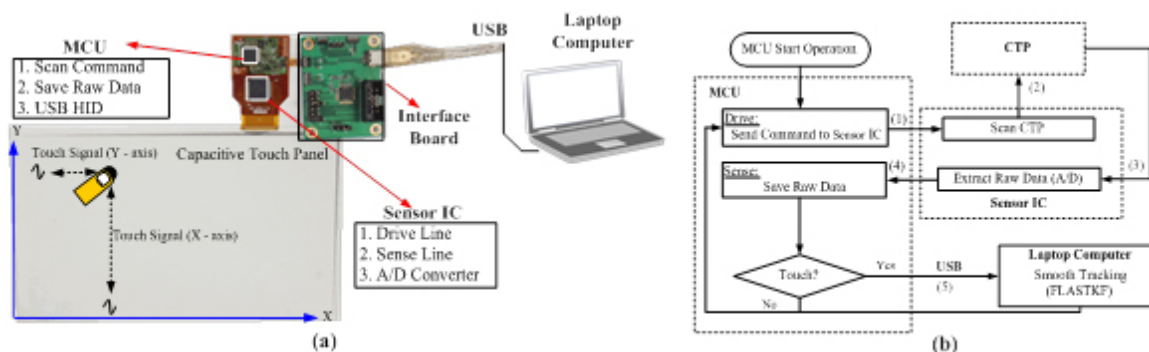 MCU
1. Scan Command
2. Save Raw Data
3. USB HID
USB
Laptop
Computer
Interface
Board
Y
Touch Signal (Y - axis)
Capacitive Touch Panel
Touch Signal (X - axis)
Sensor IC
1. Drive Line
2. Sense Line
3. A/D Converter
X
(a)
MCU Start Operation
MCU
Drive:
Send Command to Sensor IC
(1)
CTP
(2)
Scan CTP
(3)
Extract Raw Data (A/D)
Sensor IC
(4)
Sense:
Save Raw Data
Touch?
Yes
No
USB
(5)
Laptop Computer
Smooth Tracking
(FLASTKF)
(b)